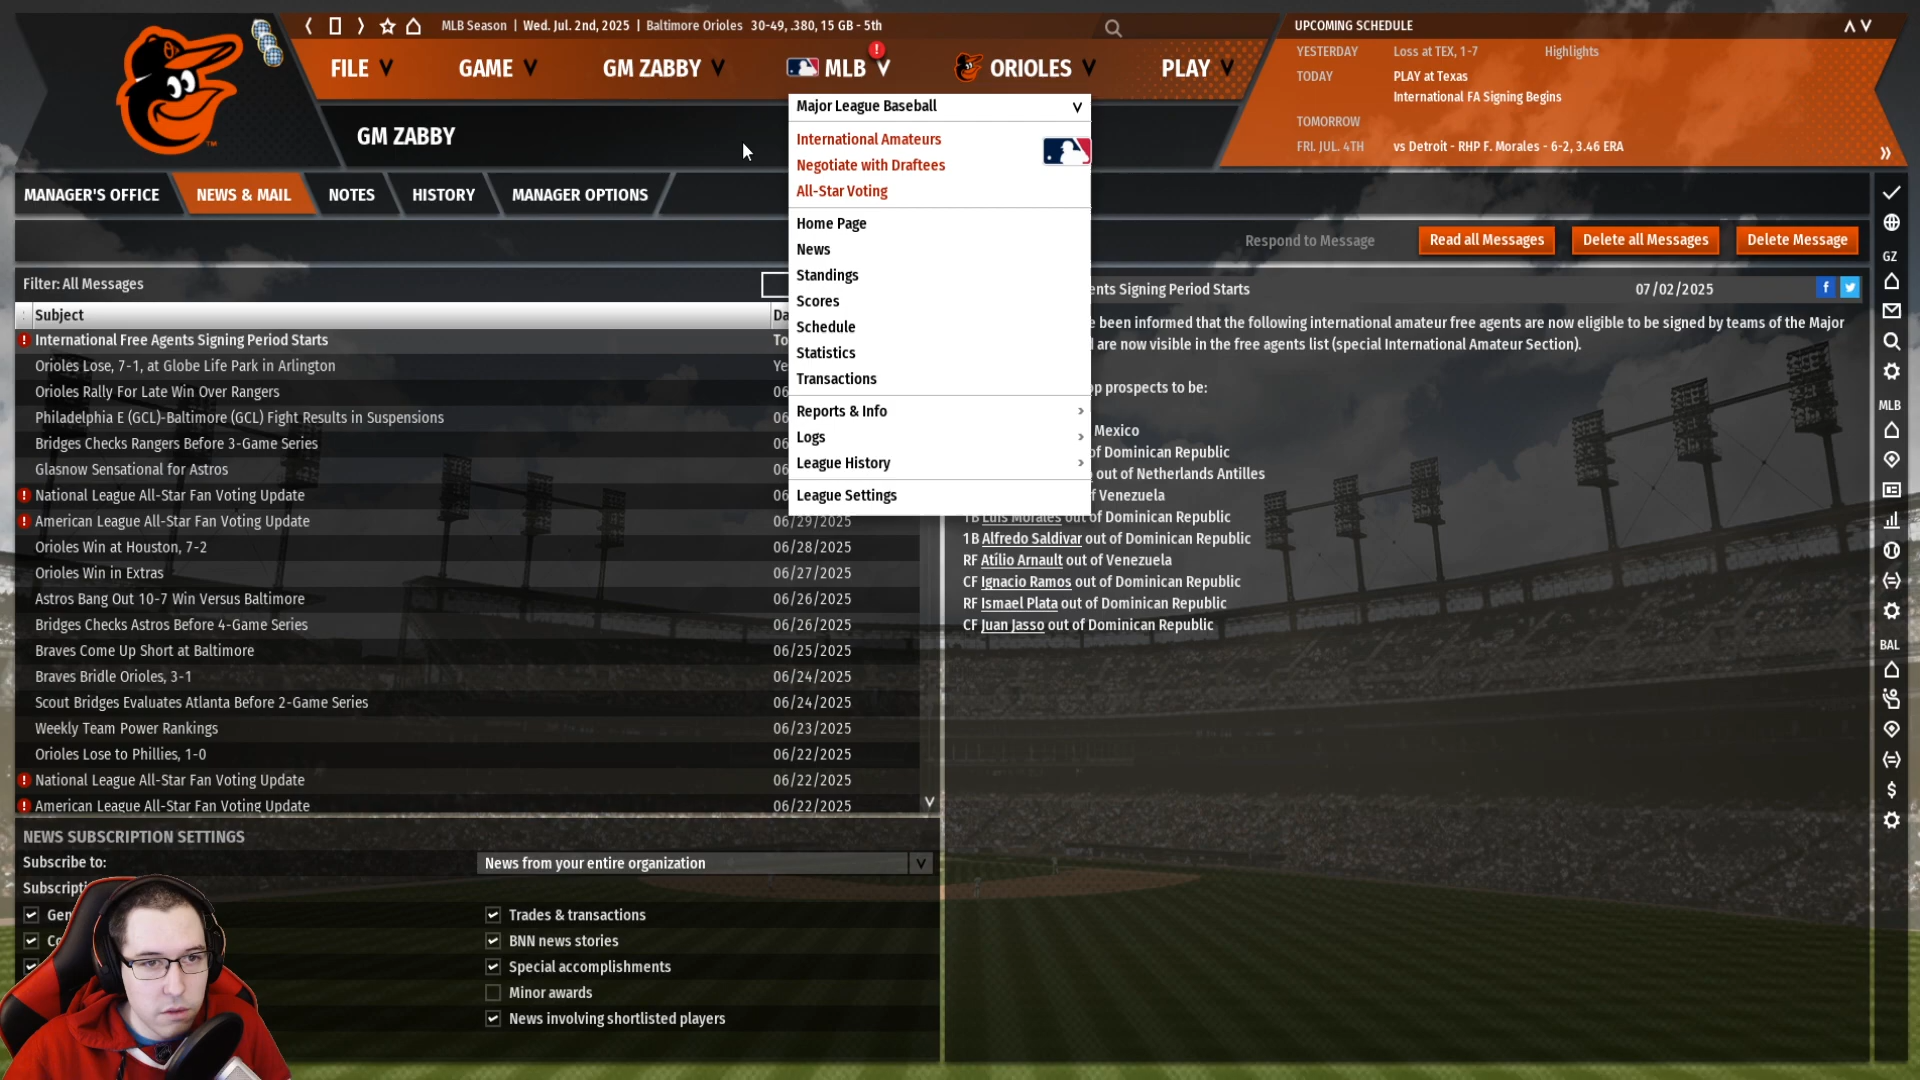 MLB Season | Wed. Jul. 2nd, 2025 | Baltimore Orioles 30-49, .380, 15 GB - 5th
FILE
GAME
GM ZABBY
MLB
ORIOLES
PLAY
GM ZABBY
UPCOMING SCHEDULE
YESTERDAY Loss at TEX, 1-7 Highlights
TODAY PLAY at Texas
International FA Signing Begins
TOMORROW
FRI. JUL. 4TH vs Detroit - RHP F. Morales - 6-2, 3.46 ERA
MANAGER'S OFFICE
NEWS & MAIL
NOTES
HISTORY
MANAGER OPTIONS
Major League Baseball
International Amateurs
Negotiate with Draftees
All-Star Voting
Home Page
News
Standings
Scores
Schedule
Statistics
Transactions
Reports & Info
Logs
League History
League Settings
Respond to Message
Read all Messages
Delete all Messages
Delete Message
Filter: All Messages
Subject
International Free Agents Signing Period Starts
Orioles Lose, 7-1, at Globe Life Park in Arlington
Orioles Rally For Late Win Over Rangers
Philadelphia E (GCL)-Baltimore (GCL) Fight Results in Suspensions
Bridges Checks Rangers Before 3-Game Series
Glasnow Sensational for Astros
National League All-Star Fan Voting Update
American League All-Star Fan Voting Update 06/29/2025
Orioles Win at Houston, 7-2 06/28/2025
Orioles Win in Extras 06/27/2025
Astros Bang Out 10-7 Win Versus Baltimore 06/26/2025
Bridges Checks Astros Before 4-Game Series 06/26/2025
Braves Come Up Short at Baltimore 06/25/2025
Braves Bridle Orioles, 3-1 06/24/2025
Scout Bridges Evaluates Atlanta Before 2-Game Series 06/24/2025
Weekly Team Power Rankings 06/23/2025
Orioles Lose to Phillies, 1-0 06/22/2025
National League All-Star Fan Voting Update 06/22/2025
American League All-Star Fan Voting Update 06/22/2025
NEWS SUBSCRIPTION SETTINGS
Subscribe to: News from your entire organization
Trades & transactions
BNN news stories
Special accomplishments
Minor awards
News involving shortlisted players
Signing Period Starts 07/02/2025
been informed that the following international amateur free agents are now eligible to be signed by teams of the Major
are now visible in the free agents list (special International Amateur Section).
prospects to be:
Mexico
of Dominican Republic
out of Netherlands Antilles
Venezuela
1B Luis Morales out of Dominican Republic
1B Alfredo Saldivar out of Dominican Republic
RF Atílio Arnault out of Venezuela
CF Ignacio Ramos out of Dominican Republic
RF Ismael Plata out of Dominican Republic
CF Juan Jasso out of Dominican Republic
GZ
MLB
BAL